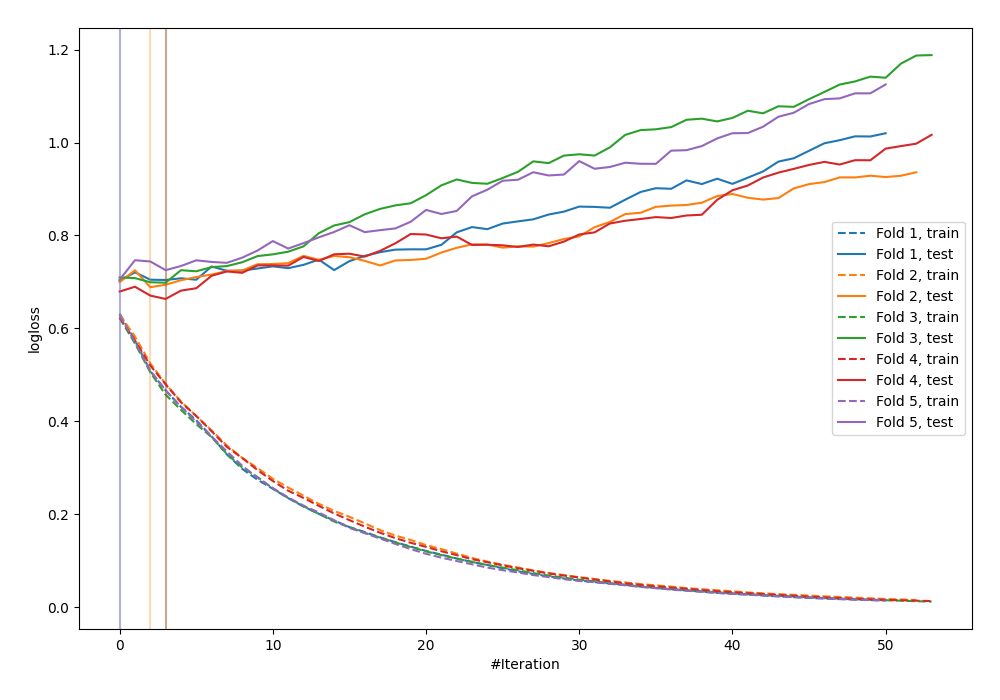 1.2
1.0
0.8
0.6
0.4
0.2
0.0
logloss
0
10
20
30
40
50
#Iteration
Fold 1, train
Fold 1, test
Fold 2, train
Fold 2, test
Fold 3, train
Fold 3, test
Fold 4, train
Fold 4, test
Fold 5, train
Fold 5, test